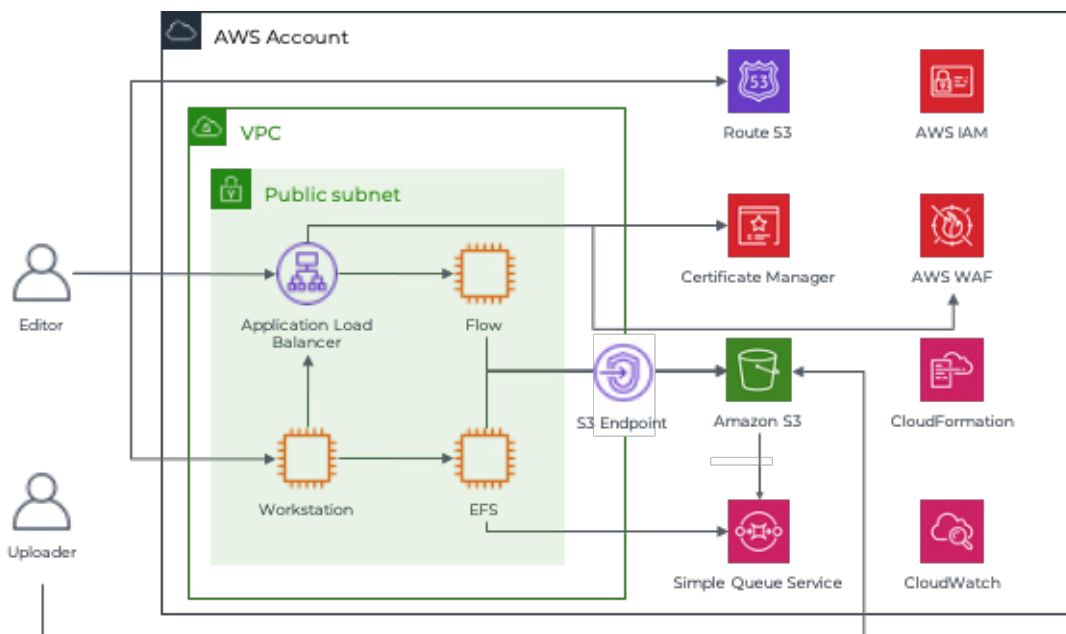 AWS Account
53
Route 53
AWS IAM
VPC
Public subnet
Certificate Manager
AWS WAF
Editor
Application Load
Balancer
Flow
S3 Endpoint
Amazon S3
CloudFormation
Workstation
EFS
Uploader
Simple Queue Service
CloudWatch